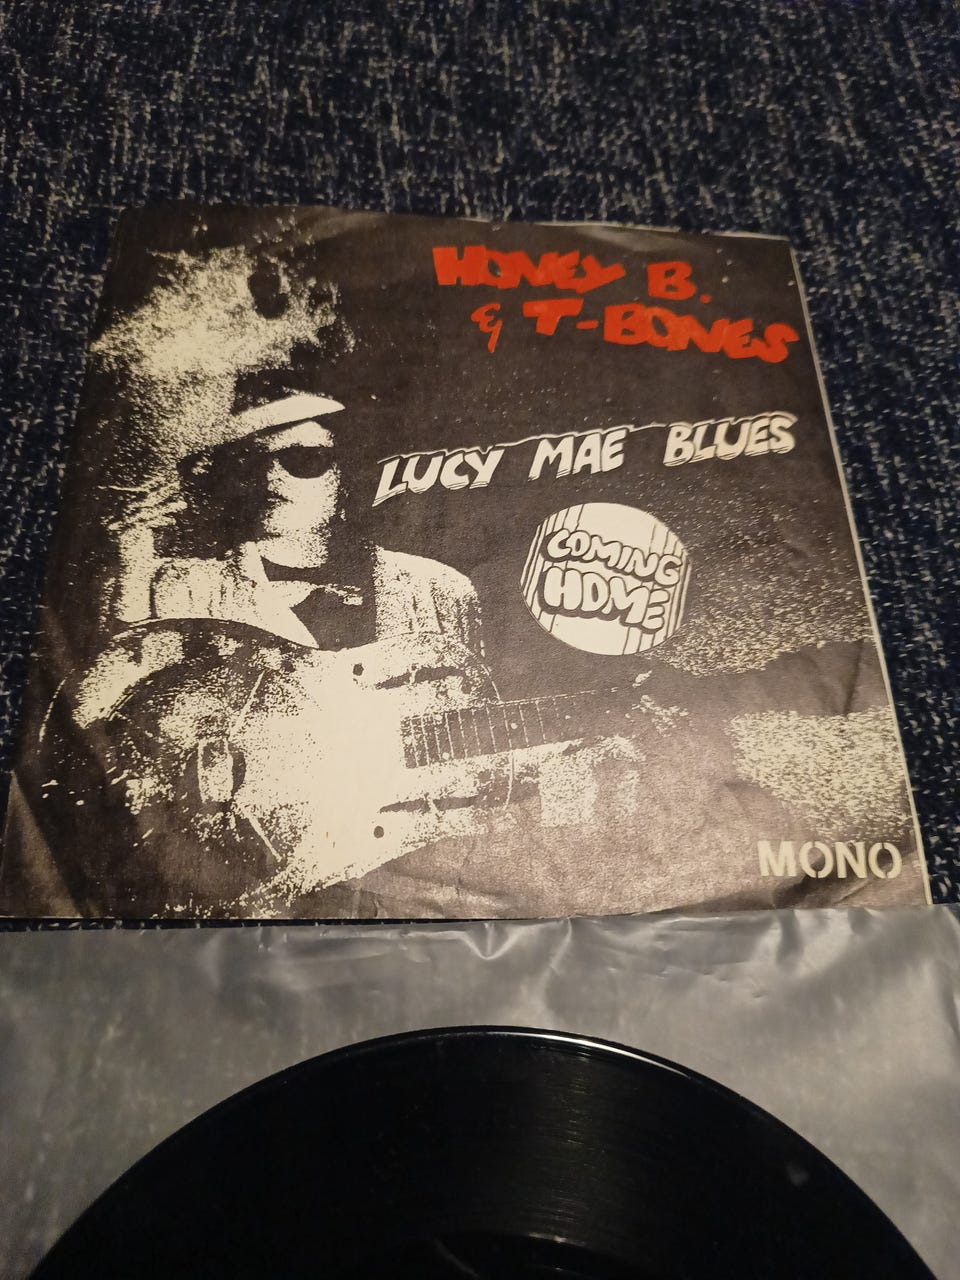 HONEY B.
& T-BONES
LUCY MAE BLUES
COMING
HOME
MONO